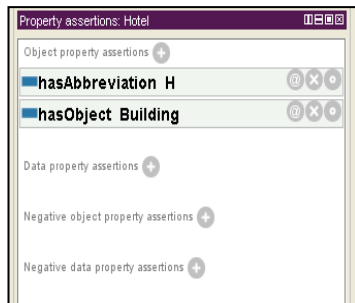 Property assertions: Hotel
Object property assertions
hasAbbreviation H
hasObject Building
Data property assertions
Negative object property assertions
Negative data property assertions